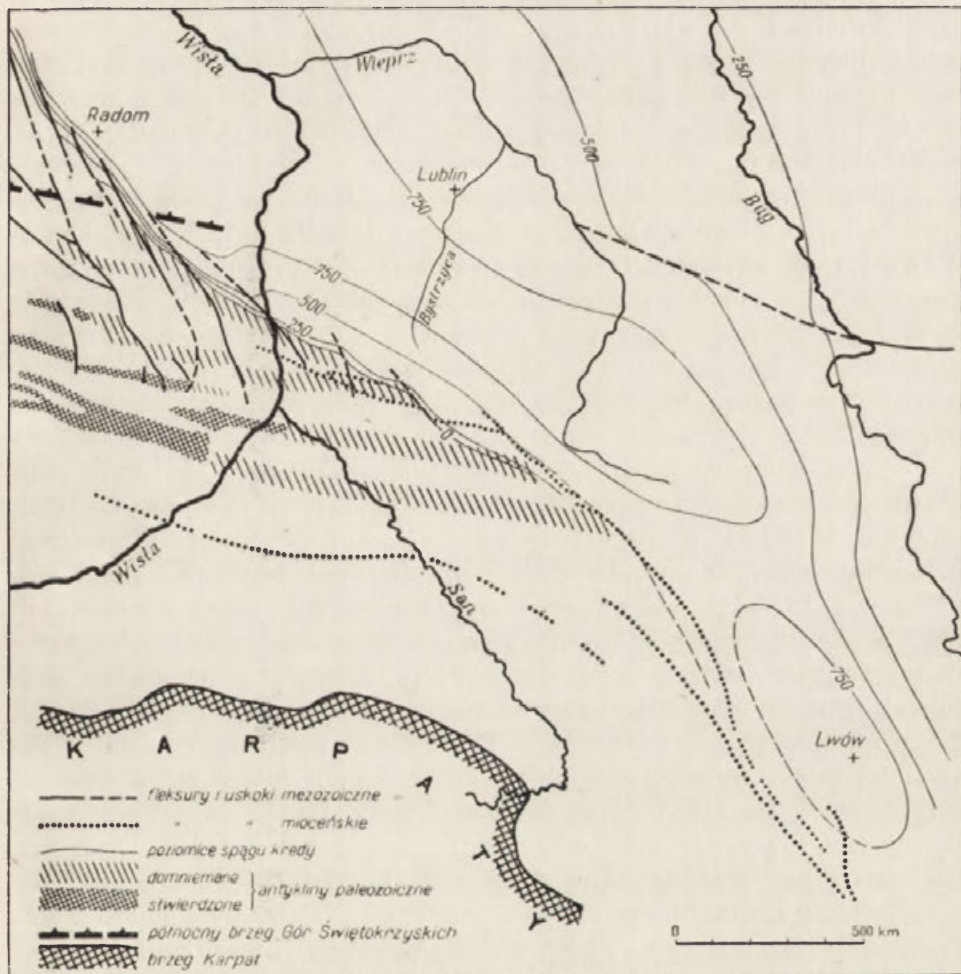 Wisła
Wieprz
250
Radom
500
Lublin
750
Bug
Bystrzyca
750
500
250
0
Wisła
San
750
Lwów
K A R P A T Y
fleksury i uskoki mezozoiczne
" " mioceńskie
poziomice spągu kredy
domniemane
antykliny paleozoiczne
stwierdzone
północny brzeg Gór Świętokrzyskich
brzeg Karpat
0 500 km